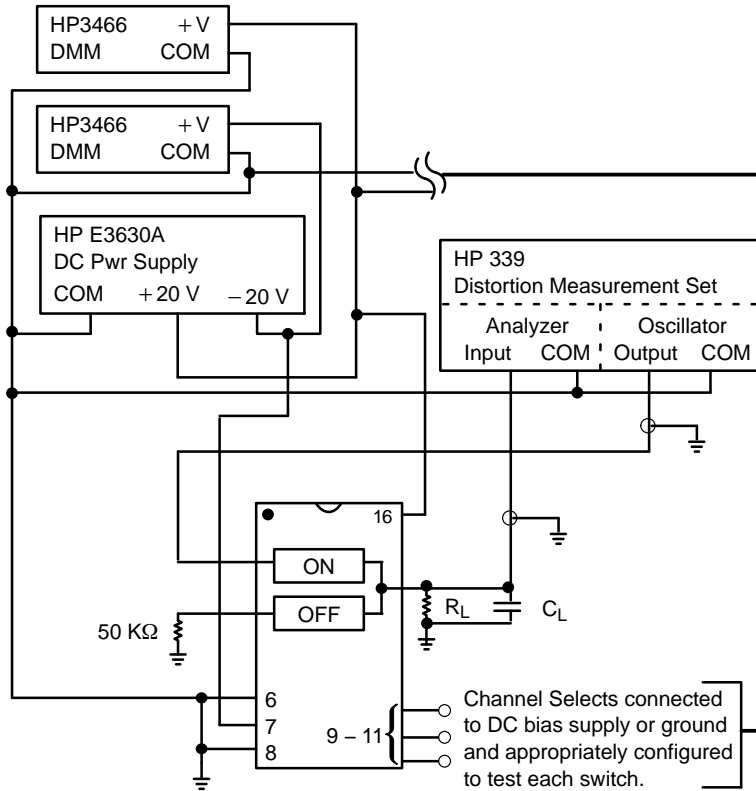 HP3466 +V
DMM COM
HP3466 +V
DMM COM
HP E3630A
DC Pwr Supply
COM +20 V −20 V
HP 339
Distortion Measurement Set
Analyzer Oscillator
Input COM Output COM
16
ON
OFF
50 KΩ
RL
CL
6
7
8
9 – 11
Channel Selects connected
to DC bias supply or ground
and appropriately configured
to test each switch.